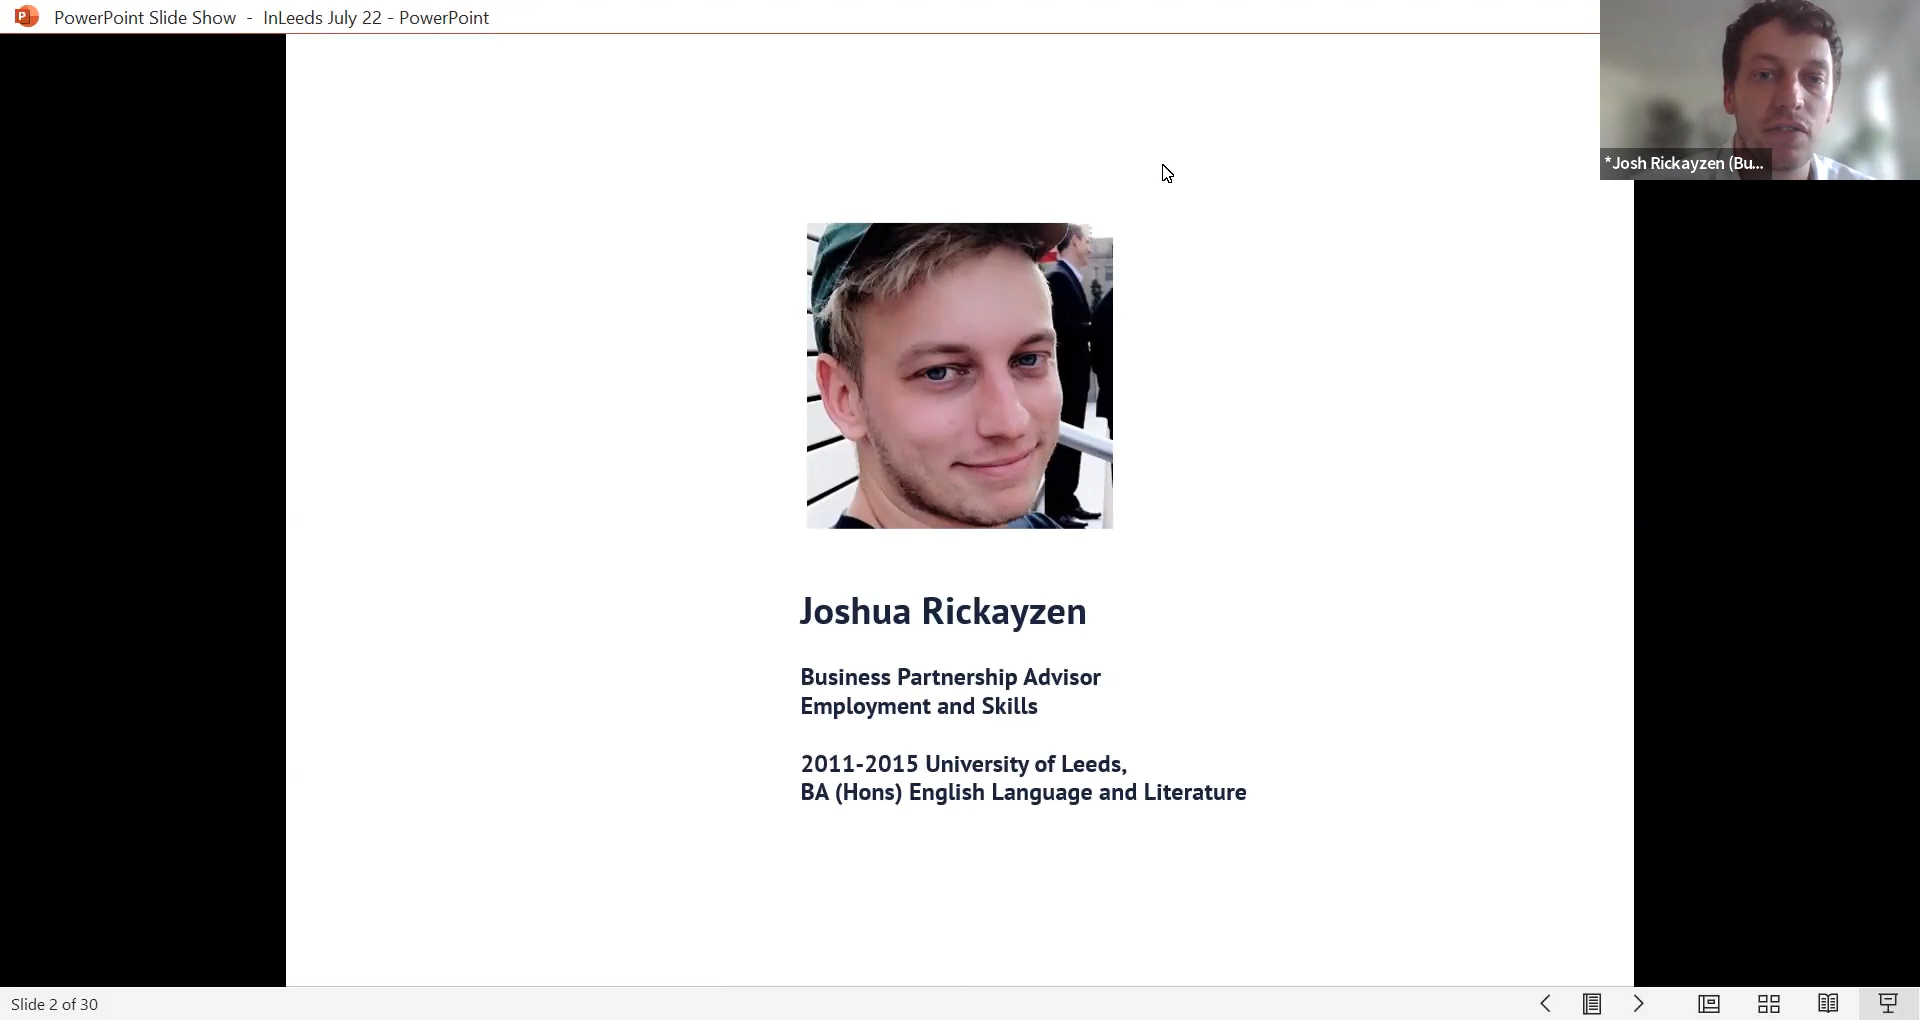 PowerPoint Slide Show - InLeeds July 22 - PowerPoint
*Josh Rickayzen (Bu...
Joshua Rickayzen
Business Partnership Advisor
Employment and Skills
2011-2015 University of Leeds,
BA (Hons) English Language and Literature
Slide 2 of 30